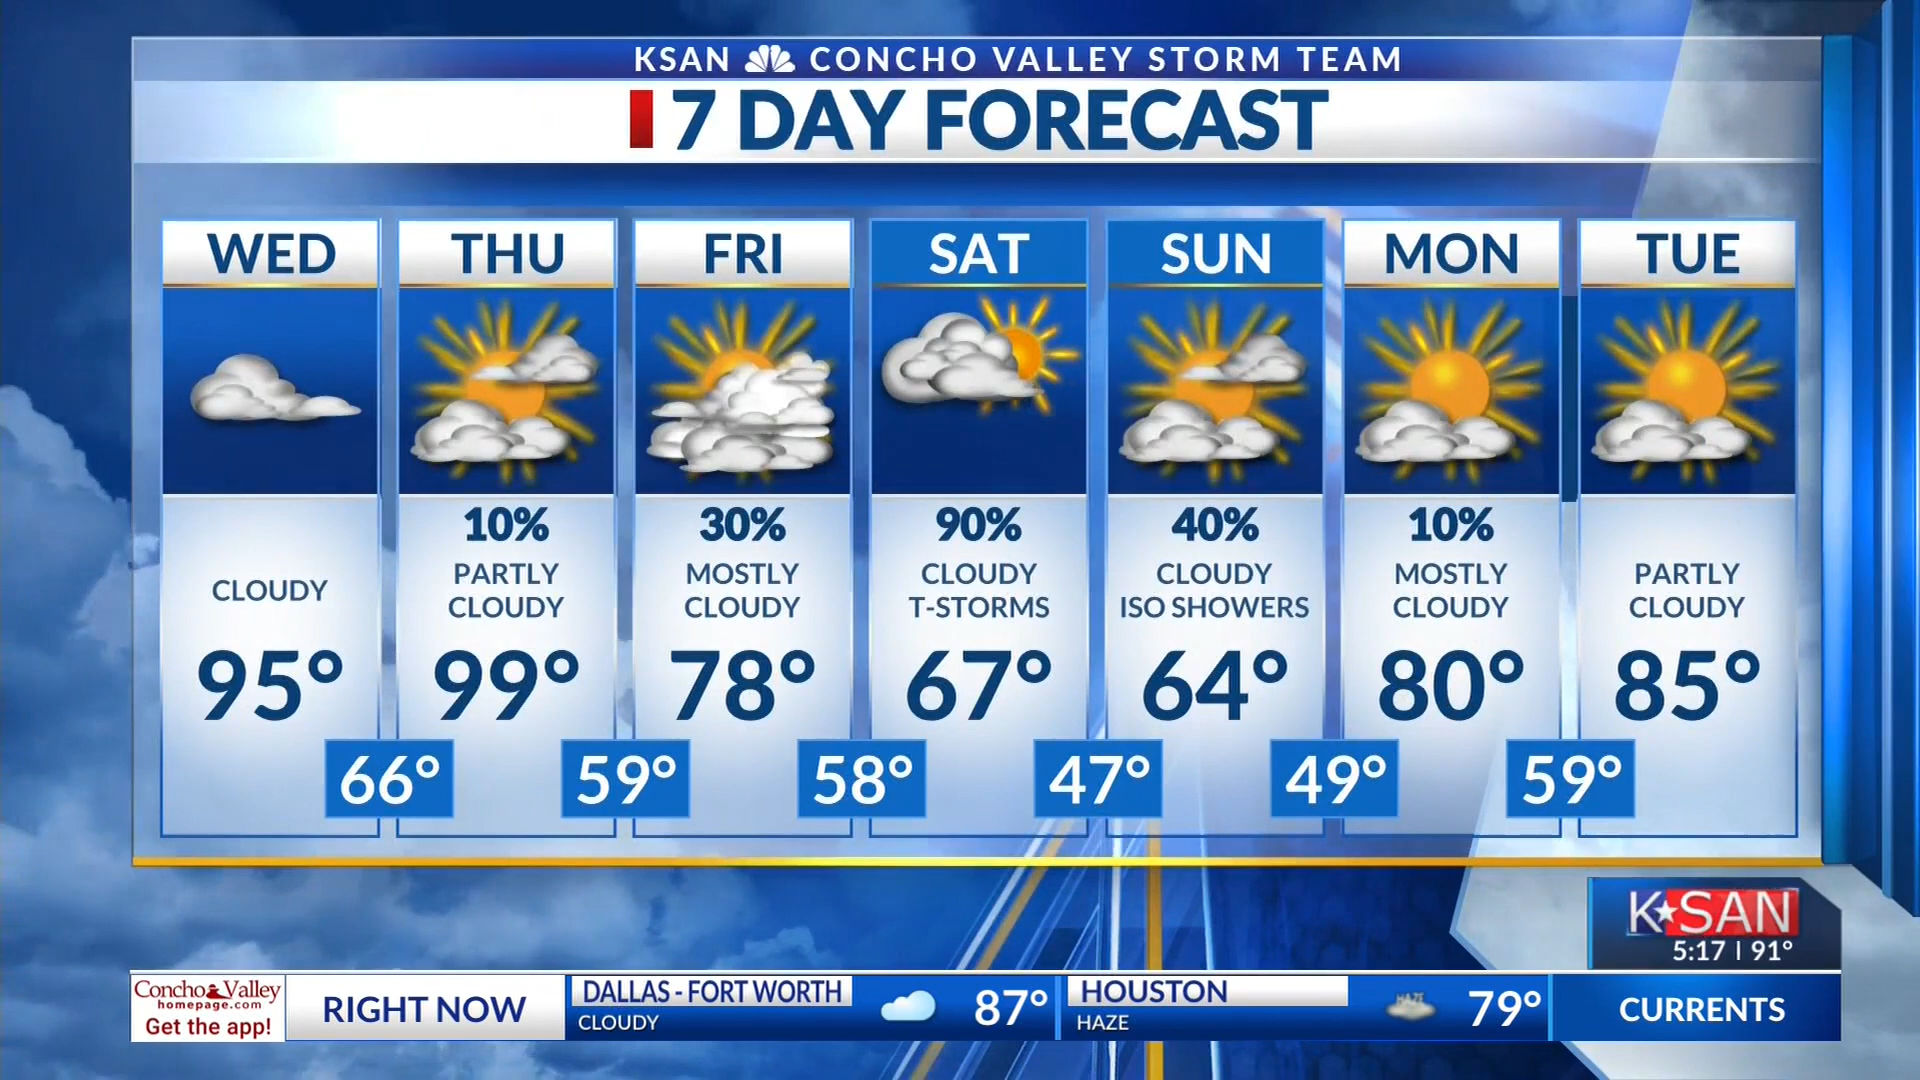 KSAN CONCHO VALLEY STORM TEAM
7 DAY FORECAST
WED THU FRI SAT SUN MON TUE
10% 30% 90% 40% 10%
CLOUDY
PARTLY CLOUDY
MOSTLY CLOUDY
CLOUDY T-STORMS
CLOUDY ISO SHOWERS
MOSTLY CLOUDY
PARTLY CLOUDY
95° 99° 78° 67° 64° 80° 85°
66° 59° 58° 47° 49° 59°
KSAN
5:17 | 91°
Concho Valley
homepage.com
Get the app!
RIGHT NOW
DALLAS - FORT WORTH
CLOUDY
87°
HOUSTON
HAZE
HAZE
79°
CURRENTS